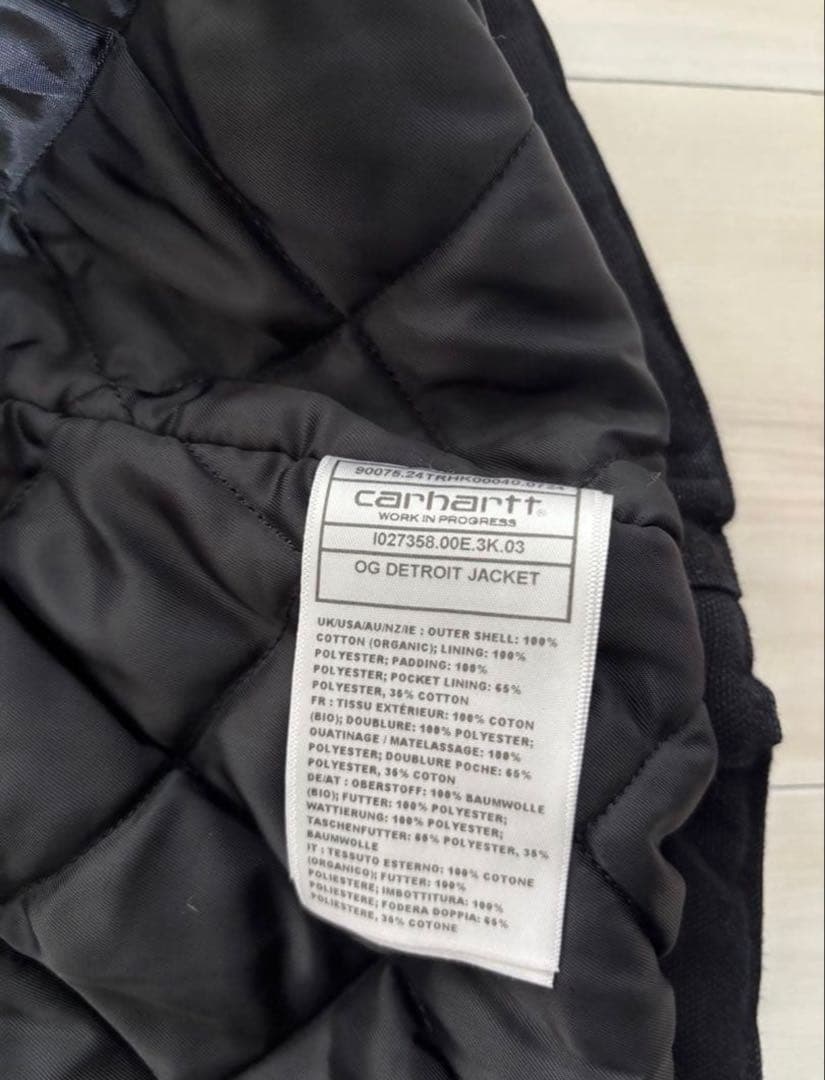 90075.24TRHK00040.0724
carhartt®
WORK IN PROGRESS
I027358.00E.3K.03
OG DETROIT JACKET
UK/USA/AU/NZ/IE : OUTER SHELL: 100%
COTTON (ORGANIC); LINING: 100%
POLYESTER; PADDING: 100%
POLYESTER; POCKET LINING: 65%
POLYESTER, 35% COTTON
FR : TISSU EXTÉRIEUR: 100% COTON
(BIO); DOUBLURE: 100% POLYESTER;
OUATINAGE / MATELASSAGE: 100%
POLYESTER; DOUBLURE POCHE: 65%
POLYESTER, 35% COTON
DE/AT : OBERSTOFF: 100% BAUMWOLLE
(BIO); FUTTER: 100% POLYESTER;
WATTIERUNG: 100% POLYESTER;
TASCHENFUTTER: 65% POLYESTER, 35%
BAUMWOLLE
IT : TESSUTO ESTERNO: 100% COTONE
(ORGANICO); FUTTER: 100%
POLIESTERE; IMBOTTITURA: 100%
POLIESTERE; FODERA DOPPIA: 65%
POLIESTERE, 35% COTONE